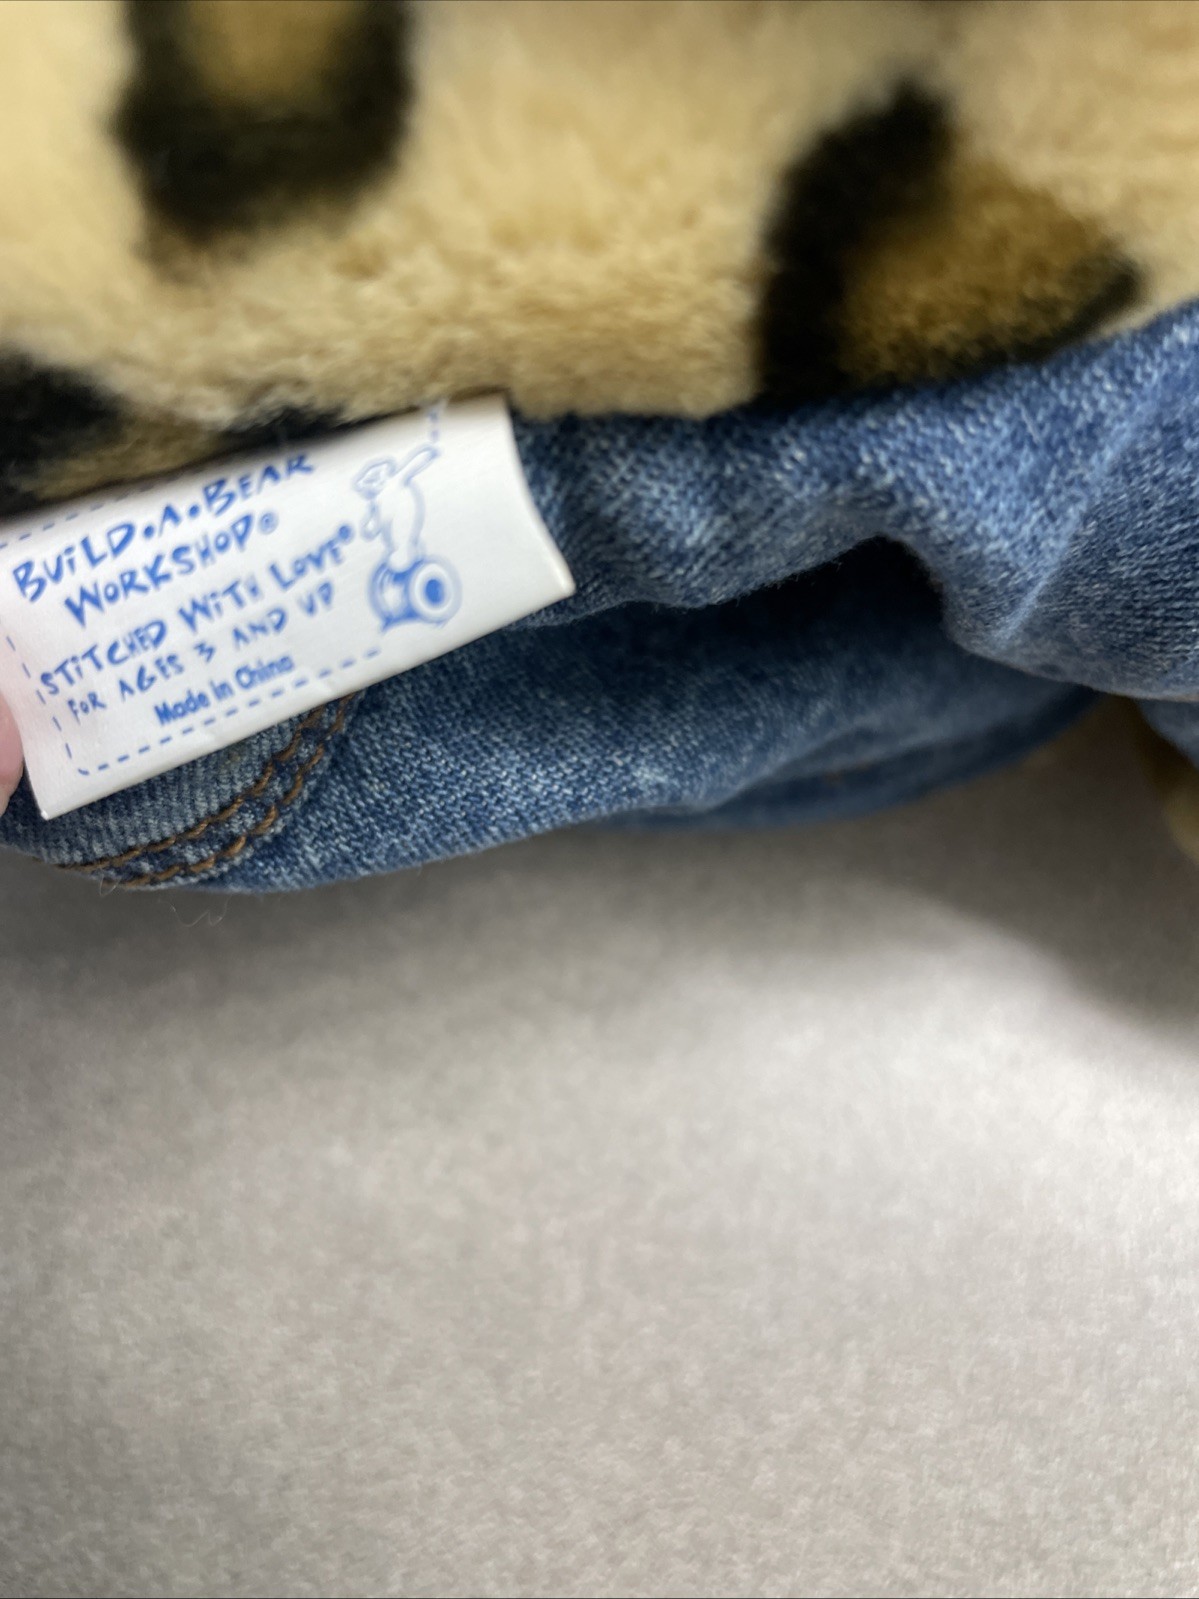 BUiLD•A•BEAR
WORKSHOP®
STiTCHED WiTH LOVE®
FOR AGES 3 AND UP
Made in China